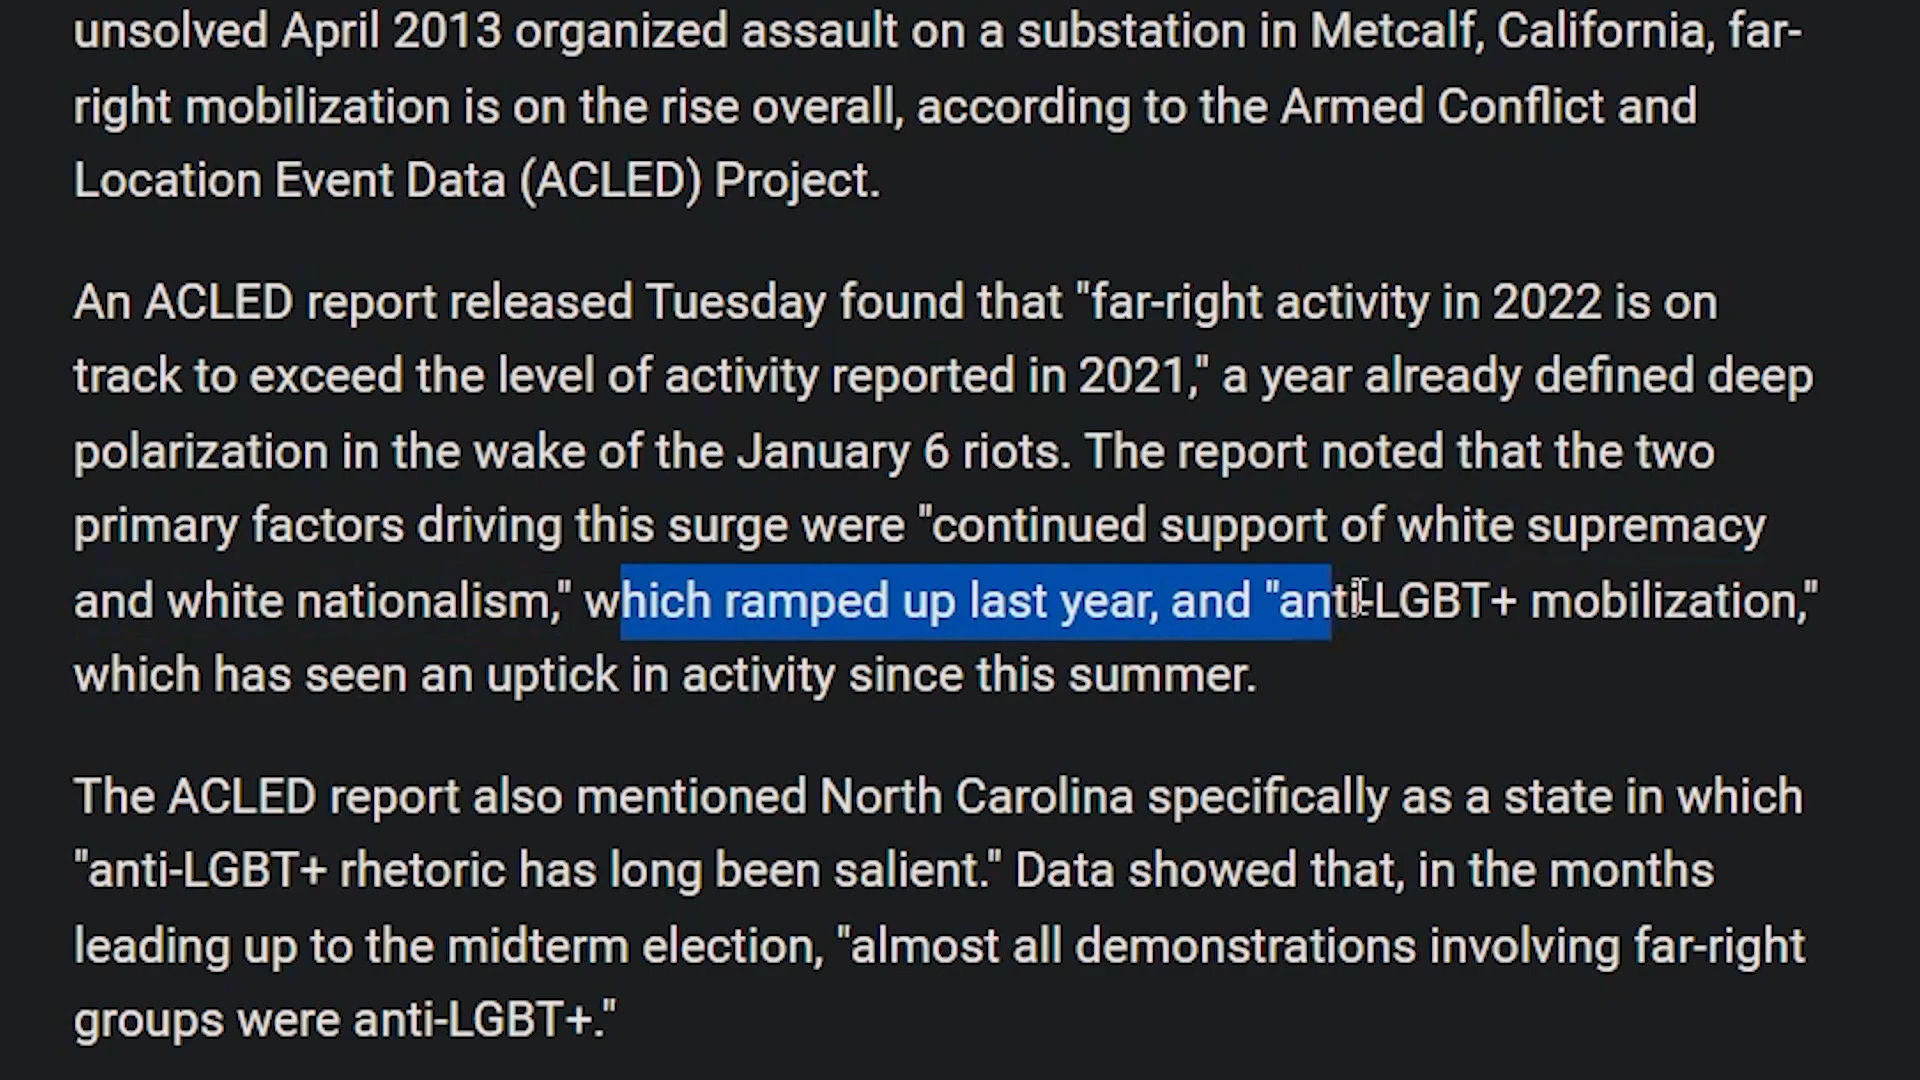 unsolved April 2013 organized assault on a substation in Metcalf, California, far-
right mobilization is on the rise overall, according to the Armed Conflict and
Location Event Data (ACLED) Project.
An ACLED report released Tuesday found that "far-right activity in 2022 is on
track to exceed the level of activity reported in 2021," a year already defined deep
polarization in the wake of the January 6 riots. The report noted that the two
primary factors driving this surge were "continued support of white supremacy
and white nationalism," which ramped up last year, and "anti-LGBT+ mobilization,"
which has seen an uptick in activity since this summer.
The ACLED report also mentioned North Carolina specifically as a state in which
"anti-LGBT+ rhetoric has long been salient." Data showed that, in the months
leading up to the midterm election, "almost all demonstrations involving far-right
groups were anti-LGBT+."